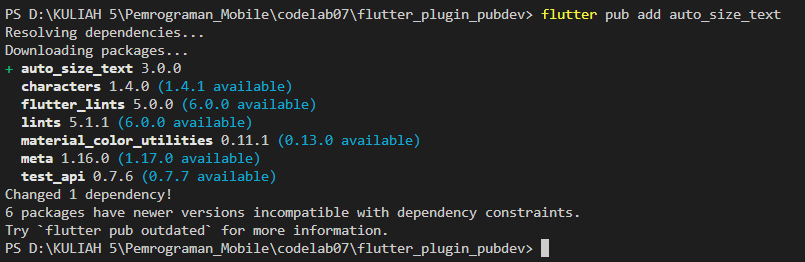 PS D:\KULIAH 5\Pemrograman_Mobile\codelab07\flutter_plugin_pubdev> flutter pub add auto_size_text
Resolving dependencies...
Downloading packages...
+ auto_size_text 3.0.0
  characters 1.4.0 (1.4.1 available)
  flutter_lints 5.0.0 (6.0.0 available)
  lints 5.1.1 (6.0.0 available)
  material_color_utilities 0.11.1 (0.13.0 available)
  meta 1.16.0 (1.17.0 available)
  test_api 0.7.6 (0.7.7 available)
Changed 1 dependency!
6 packages have newer versions incompatible with dependency constraints.
Try `flutter pub outdated` for more information.
PS D:\KULIAH 5\Pemrograman_Mobile\codelab07\flutter_plugin_pubdev>